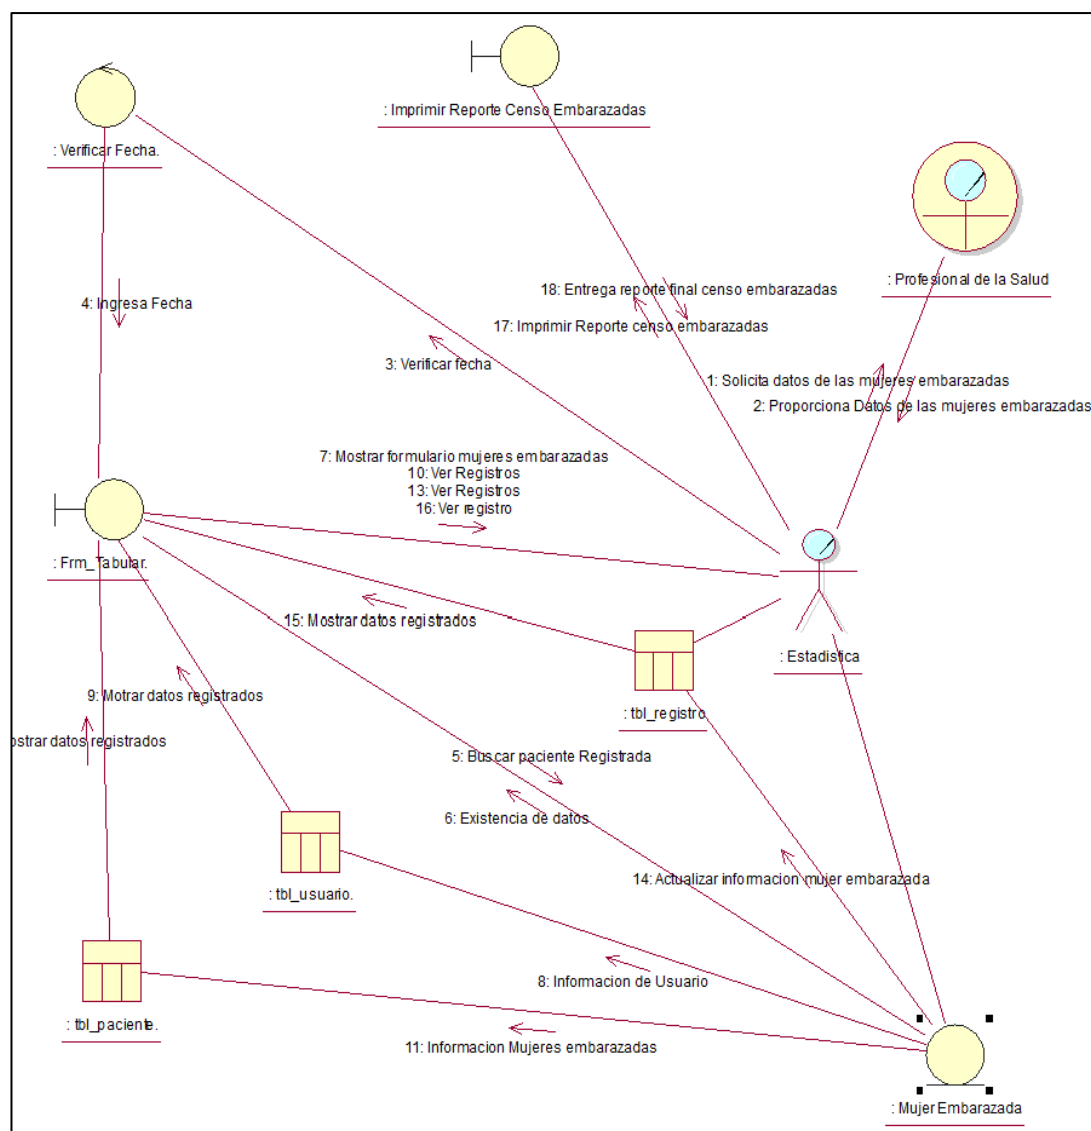 : Imprimir Reporte Censo Embarazadas
: Verificar Fecha.
: Profesional de la Salud
18: Entrega reporte final censo embarazadas
4: Ingresa Fecha
17: Imprimir Reporte censo embarazadas
3: Verificar fecha
1: Solicita datos de las mujeres embarazadas
2: Proporciona Datos de las mujeres embarazadas
7: Mostrar formulario mujeres embarazadas
10: Ver Registros
13: Ver Registros
16: Ver registro
: Frm_Tabular.
15: Mostrar datos registrados
: Estadistica
9: Motrar datos registrados
: tbl_registro
datos registrados
5: Buscar paciente Registrada
6: Existencia de datos
14: Actualizar informacion mujer embarazada
: tbl_usuario.
8: Informacion de Usuario
: tbl_paciente.
11: Informacion Mujeres embarazadas
: Mujer Embarazada